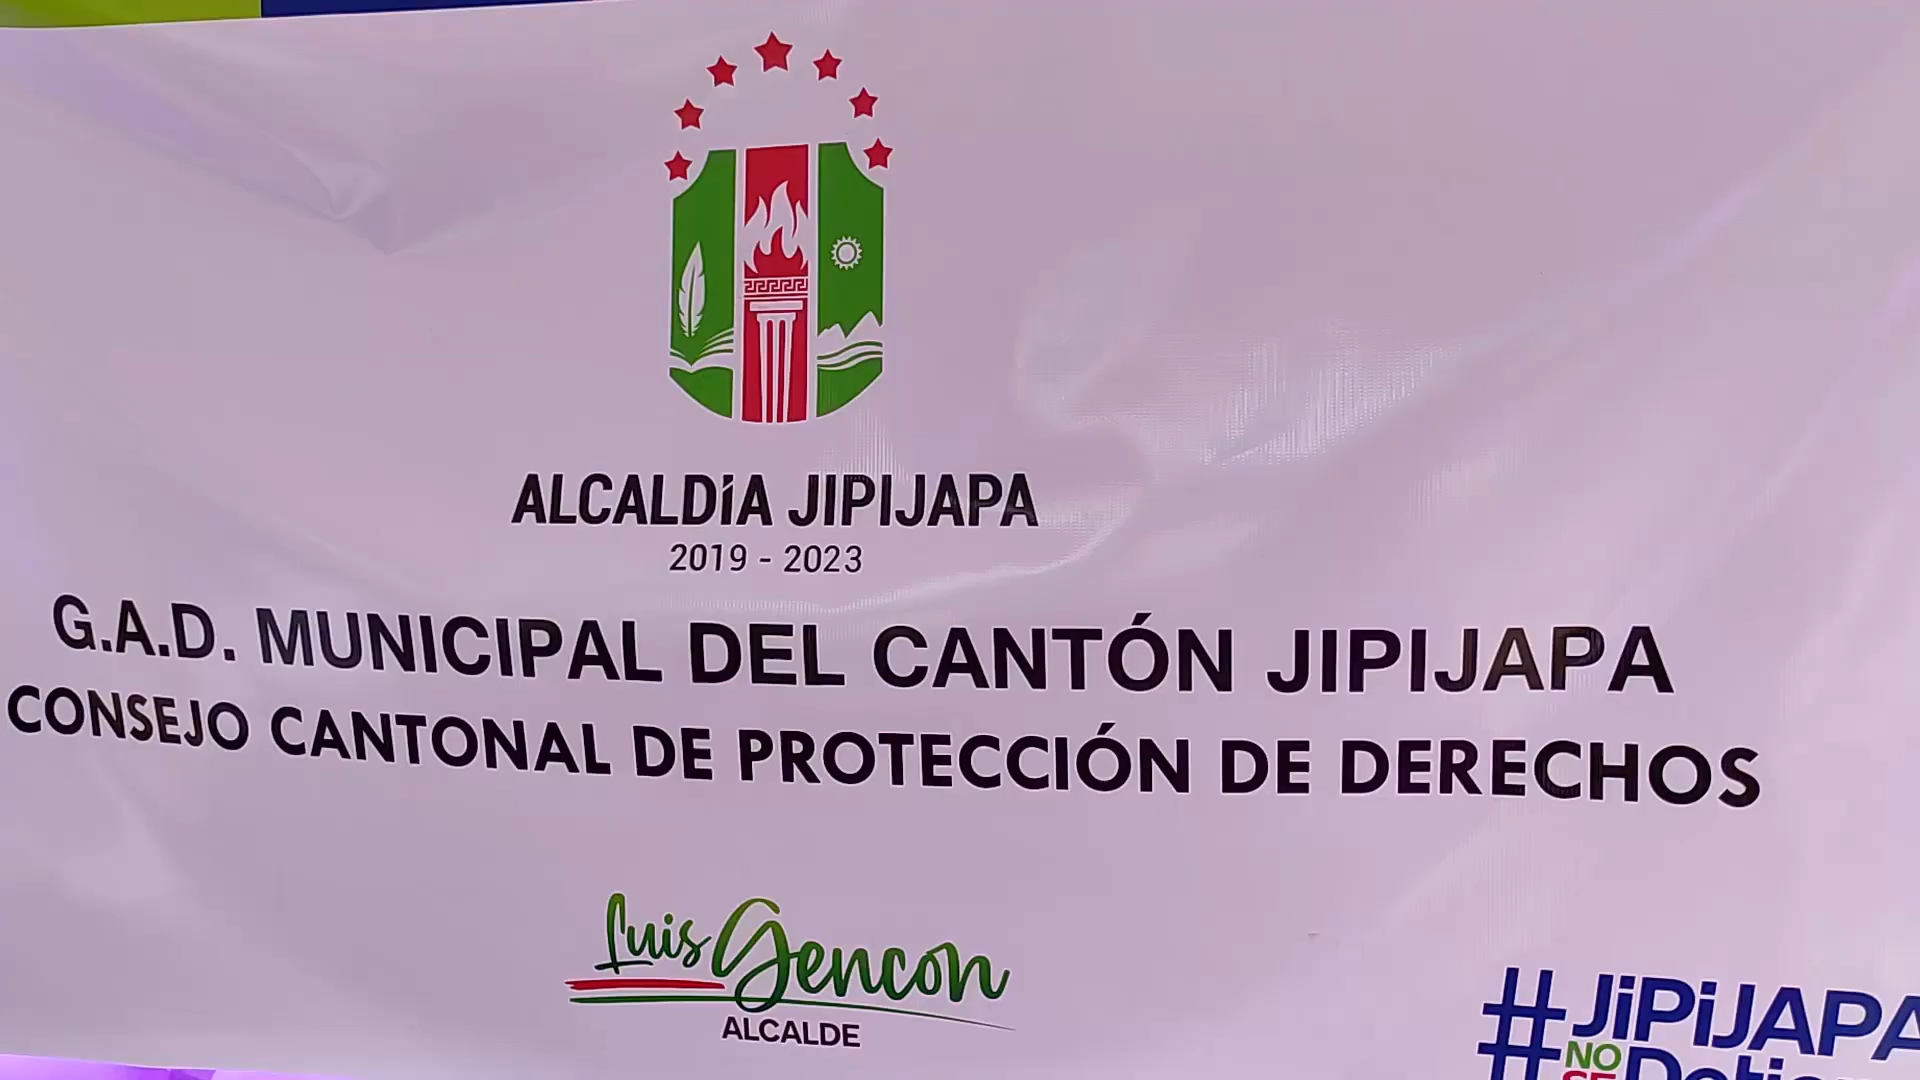 ALCALDÍA JIPIJAPA
2019 - 2023
G.A.D. MUNICIPAL DEL CANTÓN JIPIJAPA
CONSEJO CANTONAL DE PROTECCIÓN DE DERECHOS
Luis Gencon
ALCALDE
#JiPiJAPA
NO